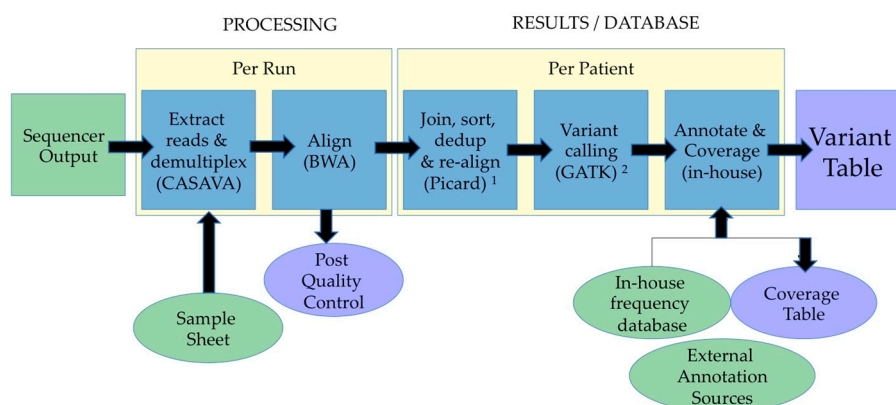 PROCESSING
RESULTS / DATABASE
Per Run
Per Patient
Sequencer
Output
Extract
reads &
demultiplex
(CASAVA)
Align
(BWA)
Join, sort,
dedup
& re-align
(Picard) 1
Variant
calling
(GATK) 2
Annotate &
Coverage
(in-house)
Variant
Table
Post
Quality
Control
Sample
Sheet
In-house
frequency
database
Coverage
Table
External
Annotation
Sources